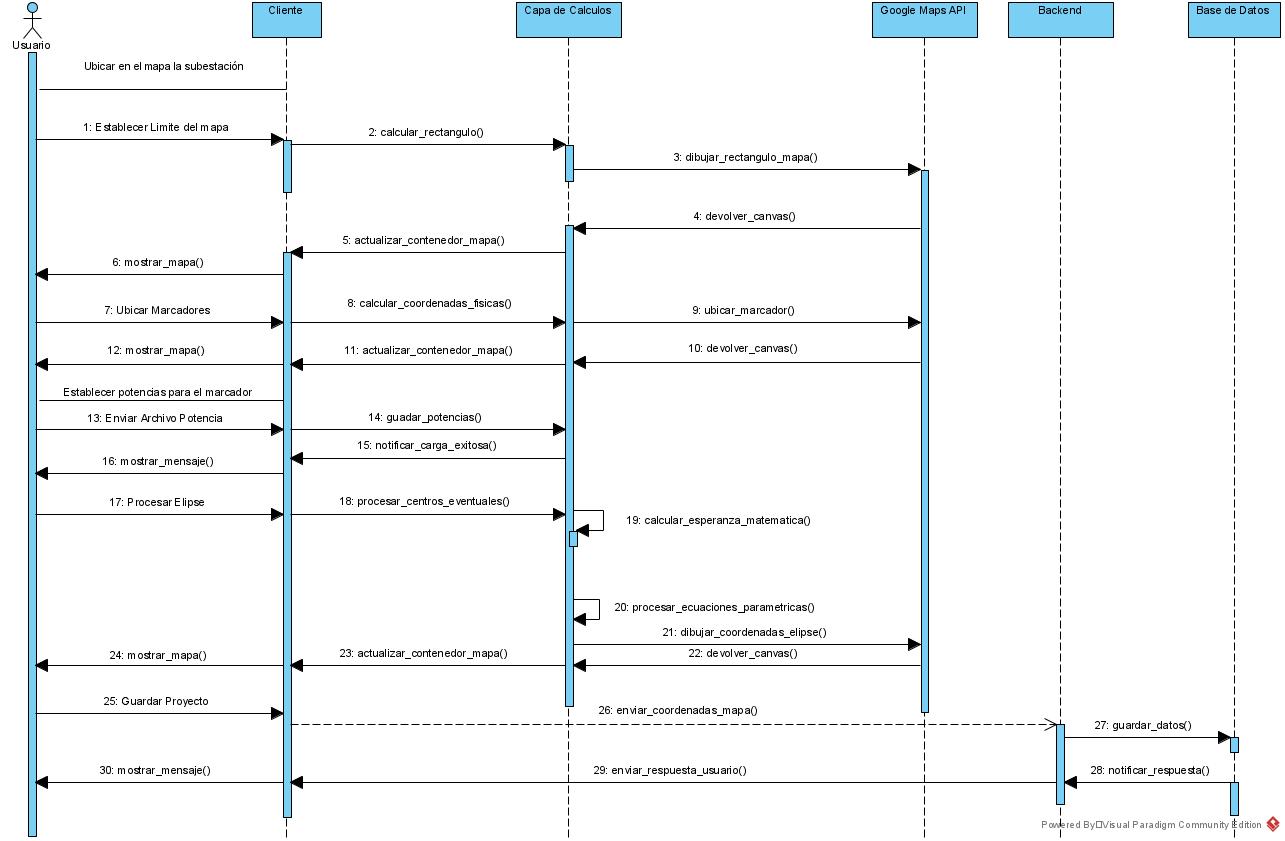 Cliente
Capa de Calculos
Google Maps API
Backend
Base de Datos
Usuario
Ubicar en el mapa la subestación
1: Establecer Limite del mapa
2: calcular_rectangulo()
3: dibujar_rectangulo_mapa()
4: devolver_canvas()
5: actualizar_contenedor_mapa()
6: mostrar_mapa()
7: Ubicar Marcadores
8: calcular_coordenadas_fisicas()
9: ubicar_marcador()
10: devolver_canvas()
11: actualizar_contenedor_mapa()
12: mostrar_mapa()
Establecer potencias para el marcador
13: Enviar Archivo Potencia
14: guadar_potencias()
15: notificar_carga_exitosa()
16: mostrar_mensaje()
17: Procesar Elipse
18: procesar_centros_eventuales()
19: calcular_esperanza_matematica()
20: procesar_ecuaciones_parametricas()
21: dibujar_coordenadas_elipse()
22: devolver_canvas()
23: actualizar_contenedor_mapa()
24: mostrar_mapa()
25: Guardar Proyecto
26: enviar_coordenadas_mapa()
27: guardar_datos()
28: notificar_respuesta()
29: enviar_respuesta_usuario()
30: mostrar_mensaje()
Powered By Visual Paradigm Community Edition